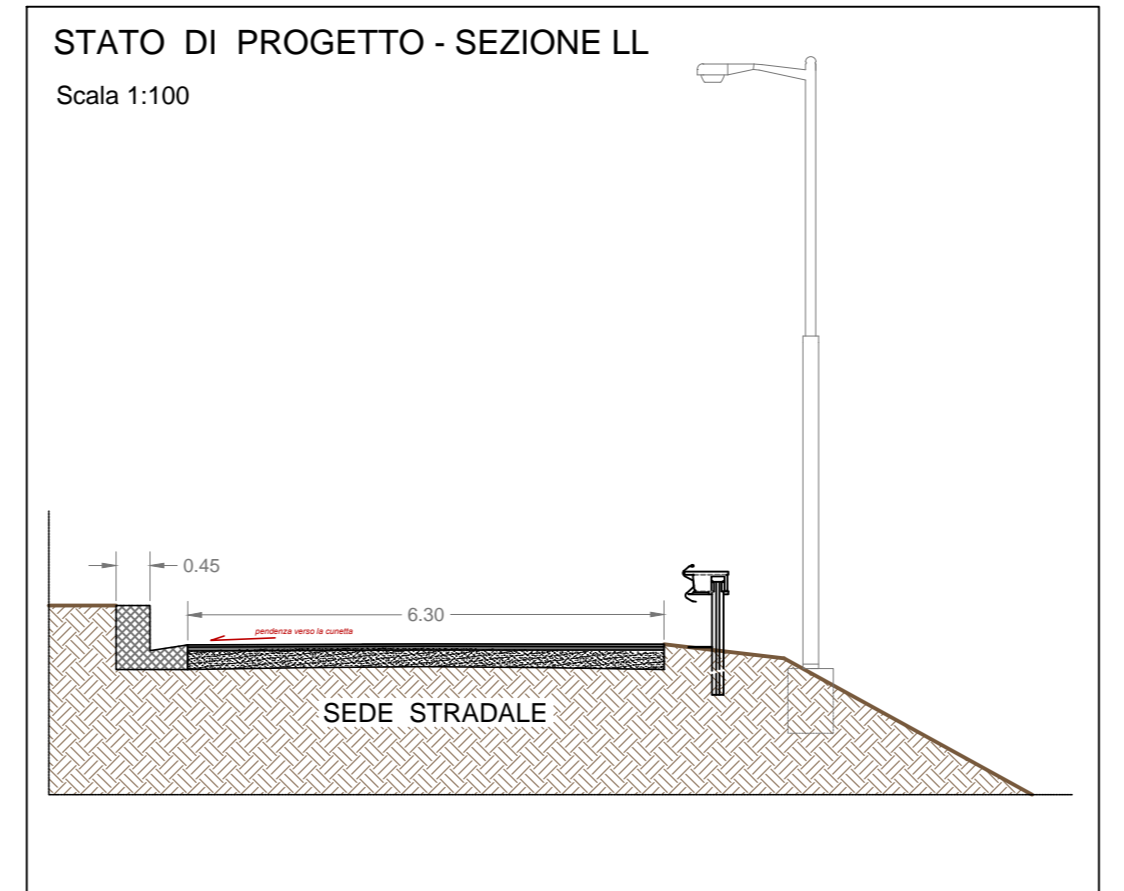 STATO DI PROGETTO - SEZIONE LL
Scala 1:100
0.45
6.30
pendenza verso la cunetta
SEDE STRADALE